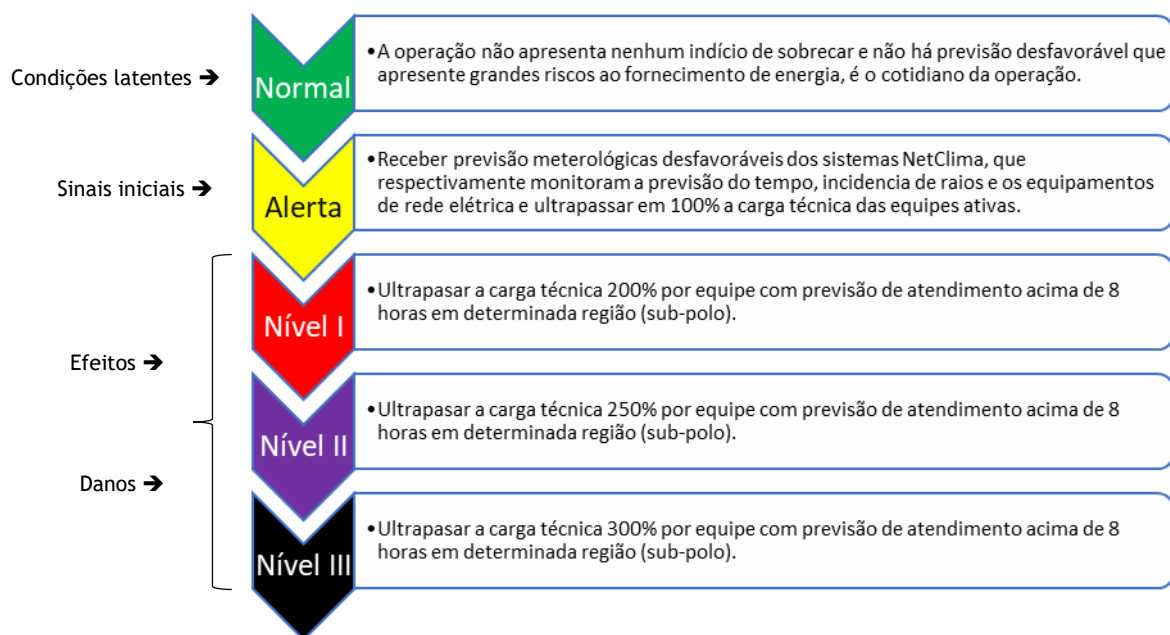 Condições latentes ➔
Normal
•A operação não apresenta nenhum indício de sobrecar e não há previsão desfavorável que
apresente grandes riscos ao fornecimento de energia, é o cotidiano da operação.
Sinais iniciais ➔
Alerta
•Receber previsão meterológicas desfavoráveis dos sistemas NetClima, que
respectivamente monitoram a previsão do tempo, incidencia de raios e os equipamentos
de rede elétrica e ultrapassar em 100% a carga técnica das equipes ativas.
Efeitos ➔
Nível I
•Ultrapasar a carga técnica 200% por equipe com previsão de atendimento acima de 8
horas em determinada região (sub-polo).
Nível II
•Ultrapasar a carga técnica 250% por equipe com previsão de atendimento acima de 8
horas em determinada região (sub-polo).
Danos ➔
Nível III
•Ultrapasar a carga técnica 300% por equipe com previsão de atendimento acima de 8
horas em determinada região (sub-polo).